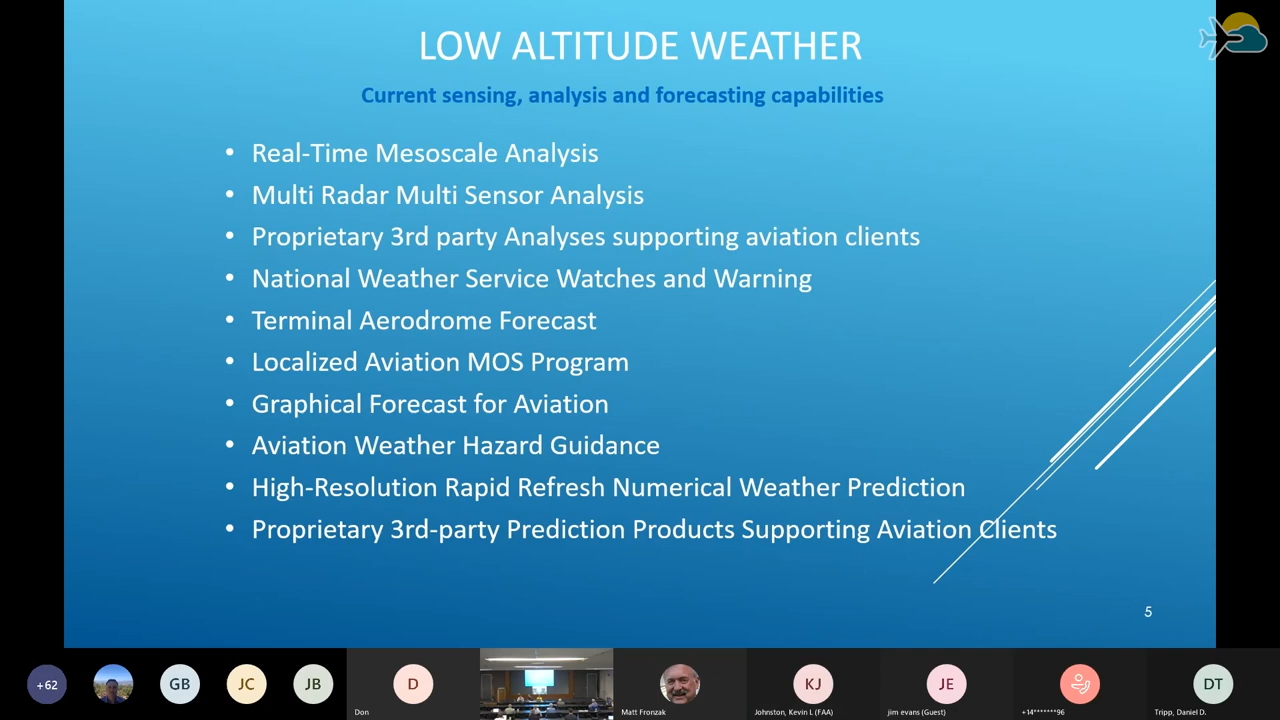 LOW ALTITUDE WEATHER
Current sensing, analysis and forecasting capabilities
• Real-Time Mesoscale Analysis
• Multi Radar Multi Sensor Analysis
• Proprietary 3rd party Analyses supporting aviation clients
• National Weather Service Watches and Warning
• Terminal Aerodrome Forecast
• Localized Aviation MOS Program
• Graphical Forecast for Aviation
• Aviation Weather Hazard Guidance
• High-Resolution Rapid Refresh Numerical Weather Prediction
• Proprietary 3rd-party Prediction Products Supporting Aviation Clients
5
+62
GB
JC
JB
D
KJ
JE
DT
Don
Matt Fronzak
Johnston, Kevin L (FAA)
jim evans (Guest)
+14*******96
Tripp, Daniel D.